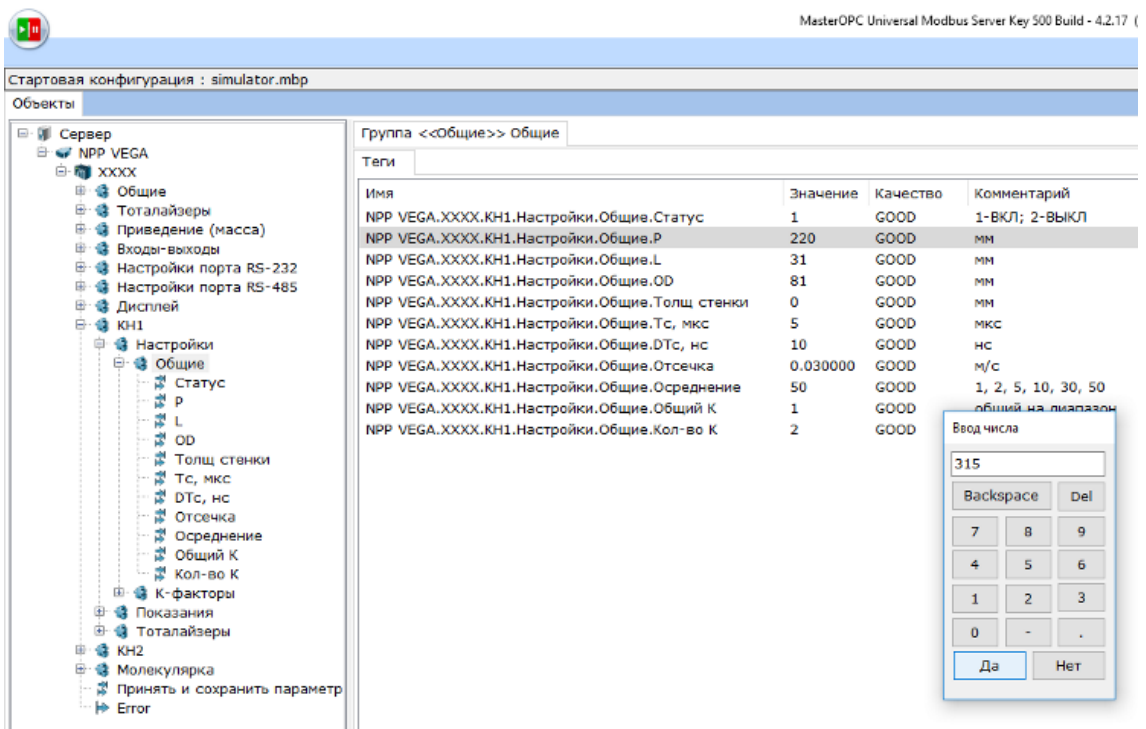 MasterOPC Universal Modbus Server Key 500 Build - 4.2.17 (
Стартовая конфигурация : simulator.mbp
Объекты
Сервер
NPP VEGA
XXXX
Общие
Тоталайзеры
Приведение (масса)
Входы-выходы
Настройки порта RS-232
Настройки порта RS-485
Дисплей
КН1
Настройки
Общие
Статус
P
L
OD
Толщ стенки
Тс, мкс
DTс, нс
Отсечка
Осреднение
Общий К
Кол-во К
К-факторы
Показания
Тоталайзеры
КН2
Молекулярка
Принять и сохранить параметр
Error
Группа <<Общие>> Общие
Теги
Имя Значение Качество Комментарий
NPP VEGA.XXXX.КН1.Настройки.Общие.Статус 1 GOOD 1-ВКЛ; 2-ВЫКЛ
NPP VEGA.XXXX.КН1.Настройки.Общие.P 220 GOOD мм
NPP VEGA.XXXX.КН1.Настройки.Общие.L 31 GOOD мм
NPP VEGA.XXXX.КН1.Настройки.Общие.OD 81 GOOD мм
NPP VEGA.XXXX.КН1.Настройки.Общие.Толщ стенки 0 GOOD мм
NPP VEGA.XXXX.КН1.Настройки.Общие.Тс, мкс 5 GOOD мкс
NPP VEGA.XXXX.КН1.Настройки.Общие.DTс, нс 10 GOOD нс
NPP VEGA.XXXX.КН1.Настройки.Общие.Отсечка 0.030000 GOOD м/с
NPP VEGA.XXXX.КН1.Настройки.Общие.Осреднение 50 GOOD 1, 2, 5, 10, 30, 50
NPP VEGA.XXXX.КН1.Настройки.Общие.Общий К 1 GOOD общий на диапазон
NPP VEGA.XXXX.КН1.Настройки.Общие.Кол-во К 2 GOOD
Ввод числа
315
Backspace Del
7 8 9
4 5 6
1 2 3
0 - .
Да Нет